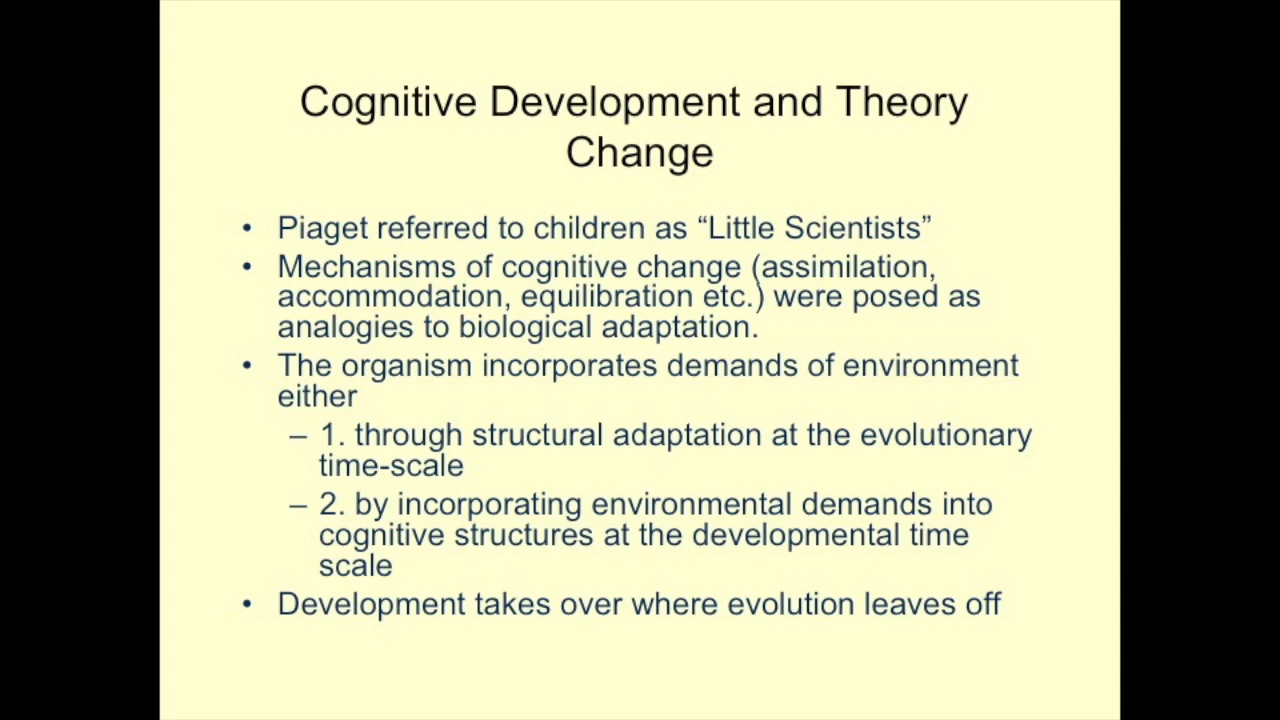 Cognitive Development and Theory
Change
• Piaget referred to children as “Little Scientists”
• Mechanisms of cognitive change (assimilation,
accommodation, equilibration etc.) were posed as
analogies to biological adaptation.
• The organism incorporates demands of environment
either
– 1. through structural adaptation at the evolutionary
time-scale
– 2. by incorporating environmental demands into
cognitive structures at the developmental time
scale
• Development takes over where evolution leaves off